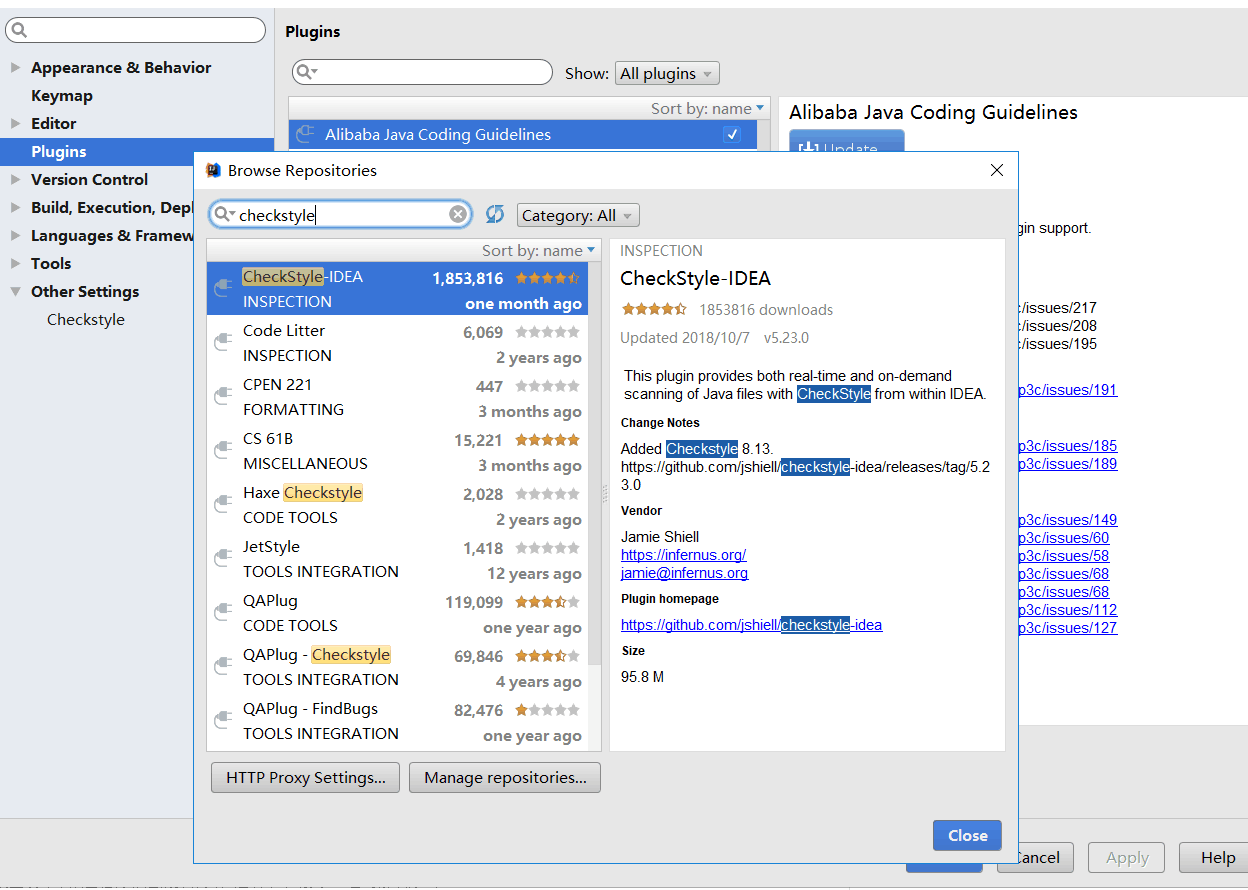 Plugins
Appearance & Behavior
Keymap
Editor
Plugins
Version Control
Build, Execution, Depl
Languages & Framew
Tools
Other Settings
Checkstyle
Show: All plugins
Sort by: name
Alibaba Java Coding Guidelines
Alibaba Java Coding Guidelines
Update
gin support.
:/issues/217
:/issues/208
:/issues/195
p3c/issues/191
p3c/issues/185
p3c/issues/189
p3c/issues/149
p3c/issues/60
p3c/issues/58
p3c/issues/68
p3c/issues/68
p3c/issues/112
p3c/issues/127
Browse Repositories
checkstyle
Category: All
Sort by: name
CheckStyle-IDEA 1,853,816
INSPECTION one month ago
Code Litter 6,069
INSPECTION 2 years ago
CPEN 221 447
FORMATTING 3 months ago
CS 61B 15,221
MISCELLANEOUS 3 months ago
Haxe Checkstyle 2,028
CODE TOOLS 2 years ago
JetStyle 1,418
TOOLS INTEGRATION 12 years ago
QAPlug 119,099
CODE TOOLS one year ago
QAPlug - Checkstyle 69,846
TOOLS INTEGRATION 4 years ago
QAPlug - FindBugs 82,476
TOOLS INTEGRATION one year ago
INSPECTION
CheckStyle-IDEA
1853816 downloads
Updated 2018/10/7 v5.23.0
This plugin provides both real-time and on-demand
scanning of Java files with CheckStyle from within IDEA.
Change Notes
Added Checkstyle 8.13.
https://github.com/jshiell/checkstyle-idea/releases/tag/5.2
3.0
Vendor
Jamie Shiell
https://infernus.org/
jamie@infernus.org
Plugin homepage
https://github.com/jshiell/checkstyle-idea
Size
95.8 M
HTTP Proxy Settings...
Manage repositories...
Close
Cancel
Apply
Help